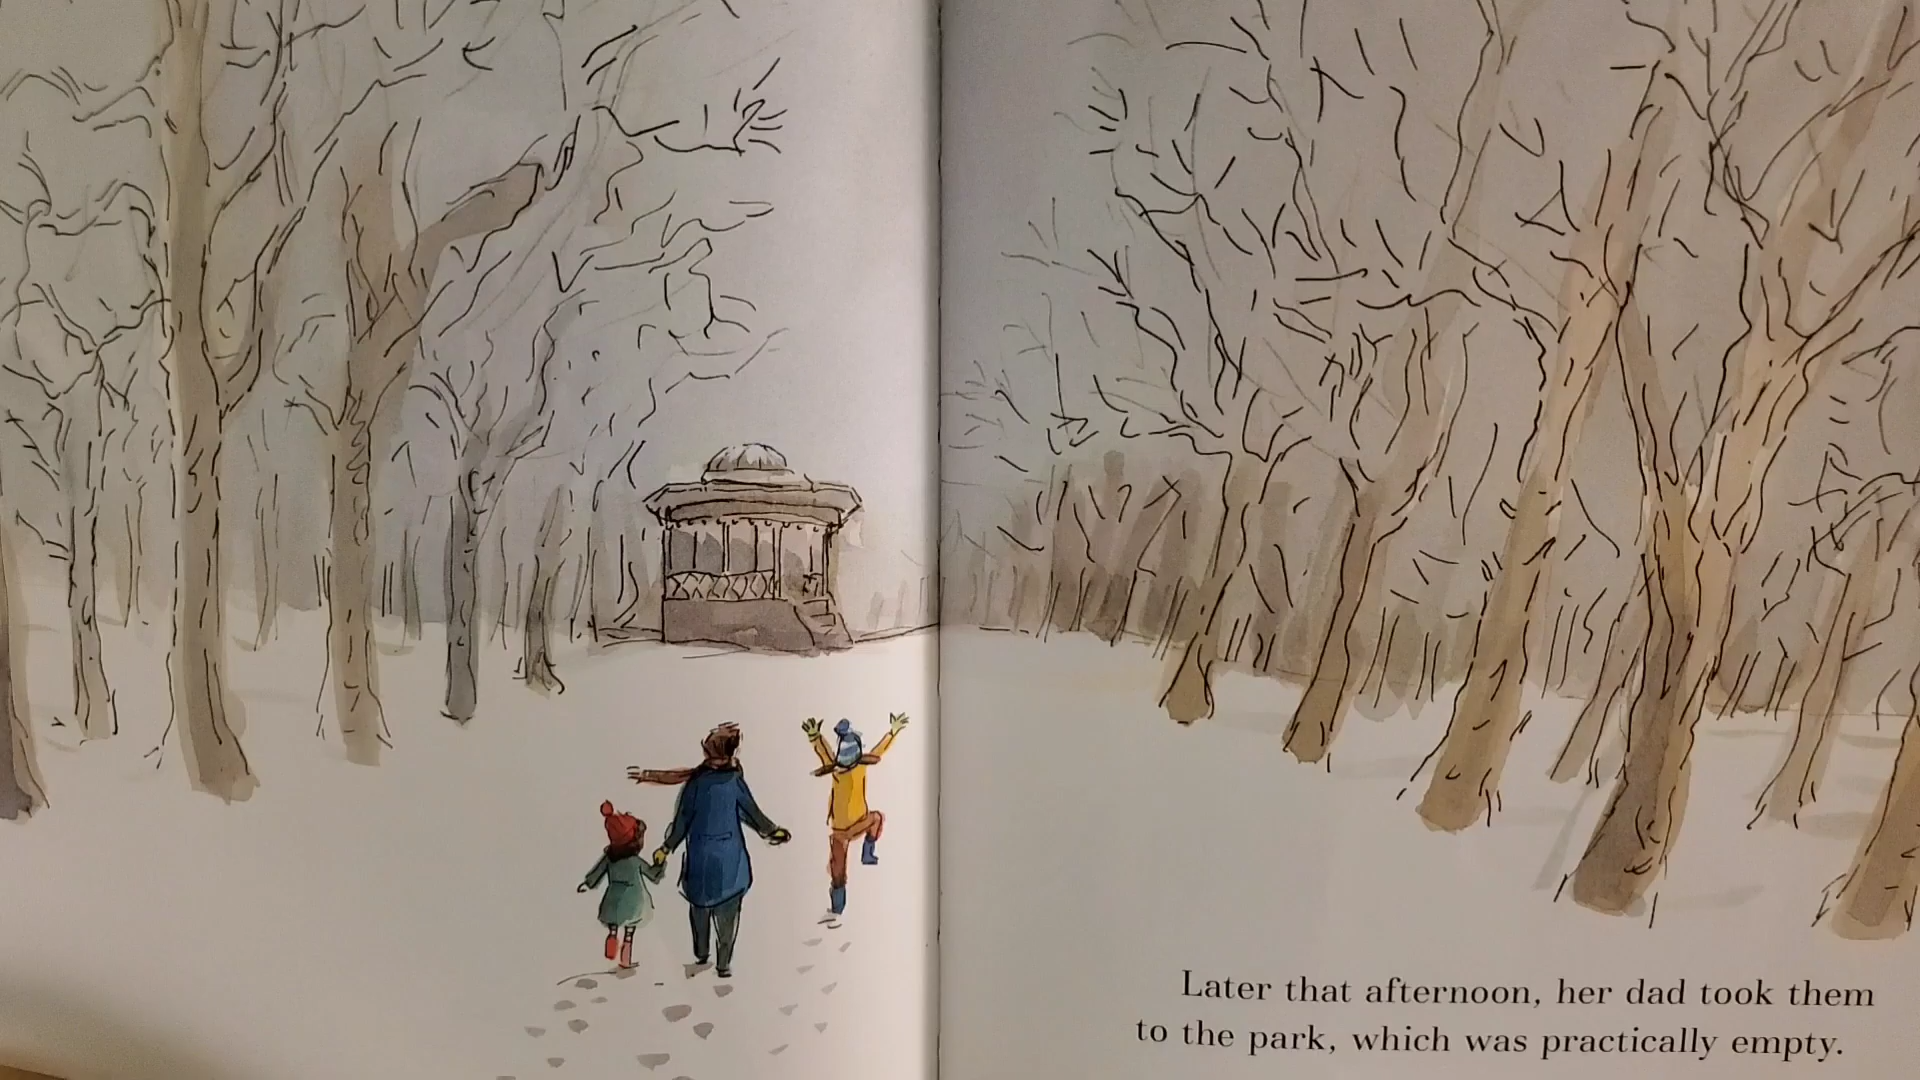 Later that afternoon, her dad took them
to the park, which was practically empty.